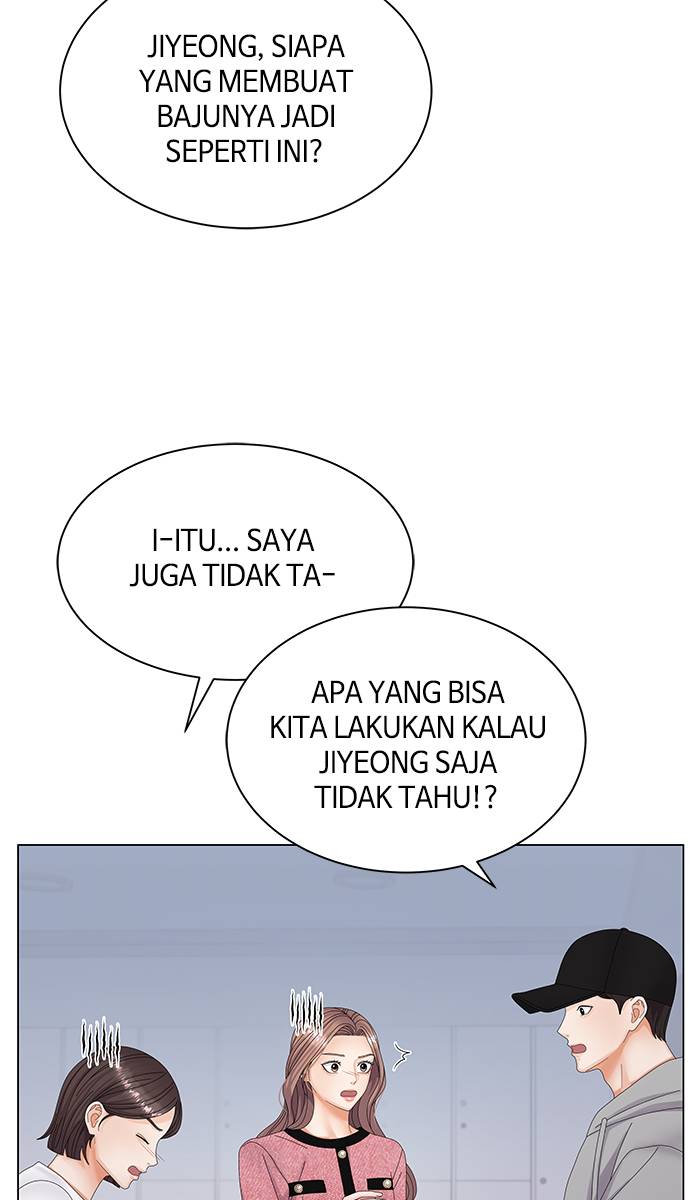 JIYEONG, SIAPA
YANG MEMBUAT
BAJUNYA JADI
SEPERTI INI?
I-ITU... SAYA
JUGA TIDAK TA-
APA YANG BISA
KITA LAKUKAN KALAU
JIYEONG SAJA
TIDAK TAHU!?